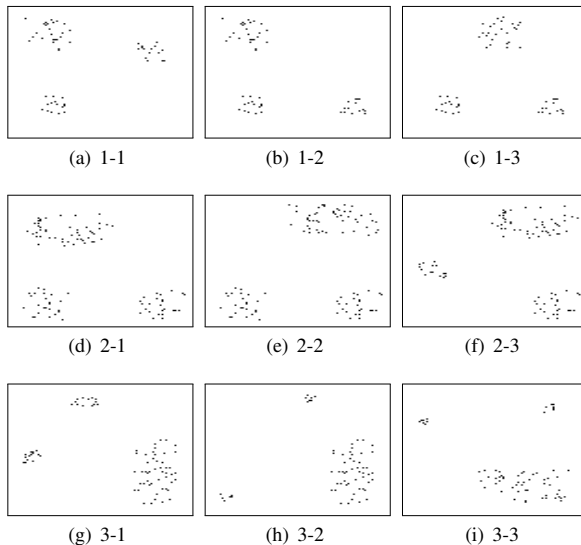 (a) 1-1
(b) 1-2
(c) 1-3
(d) 2-1
(e) 2-2
(f) 2-3
(g) 3-1
(h) 3-2
(i) 3-3